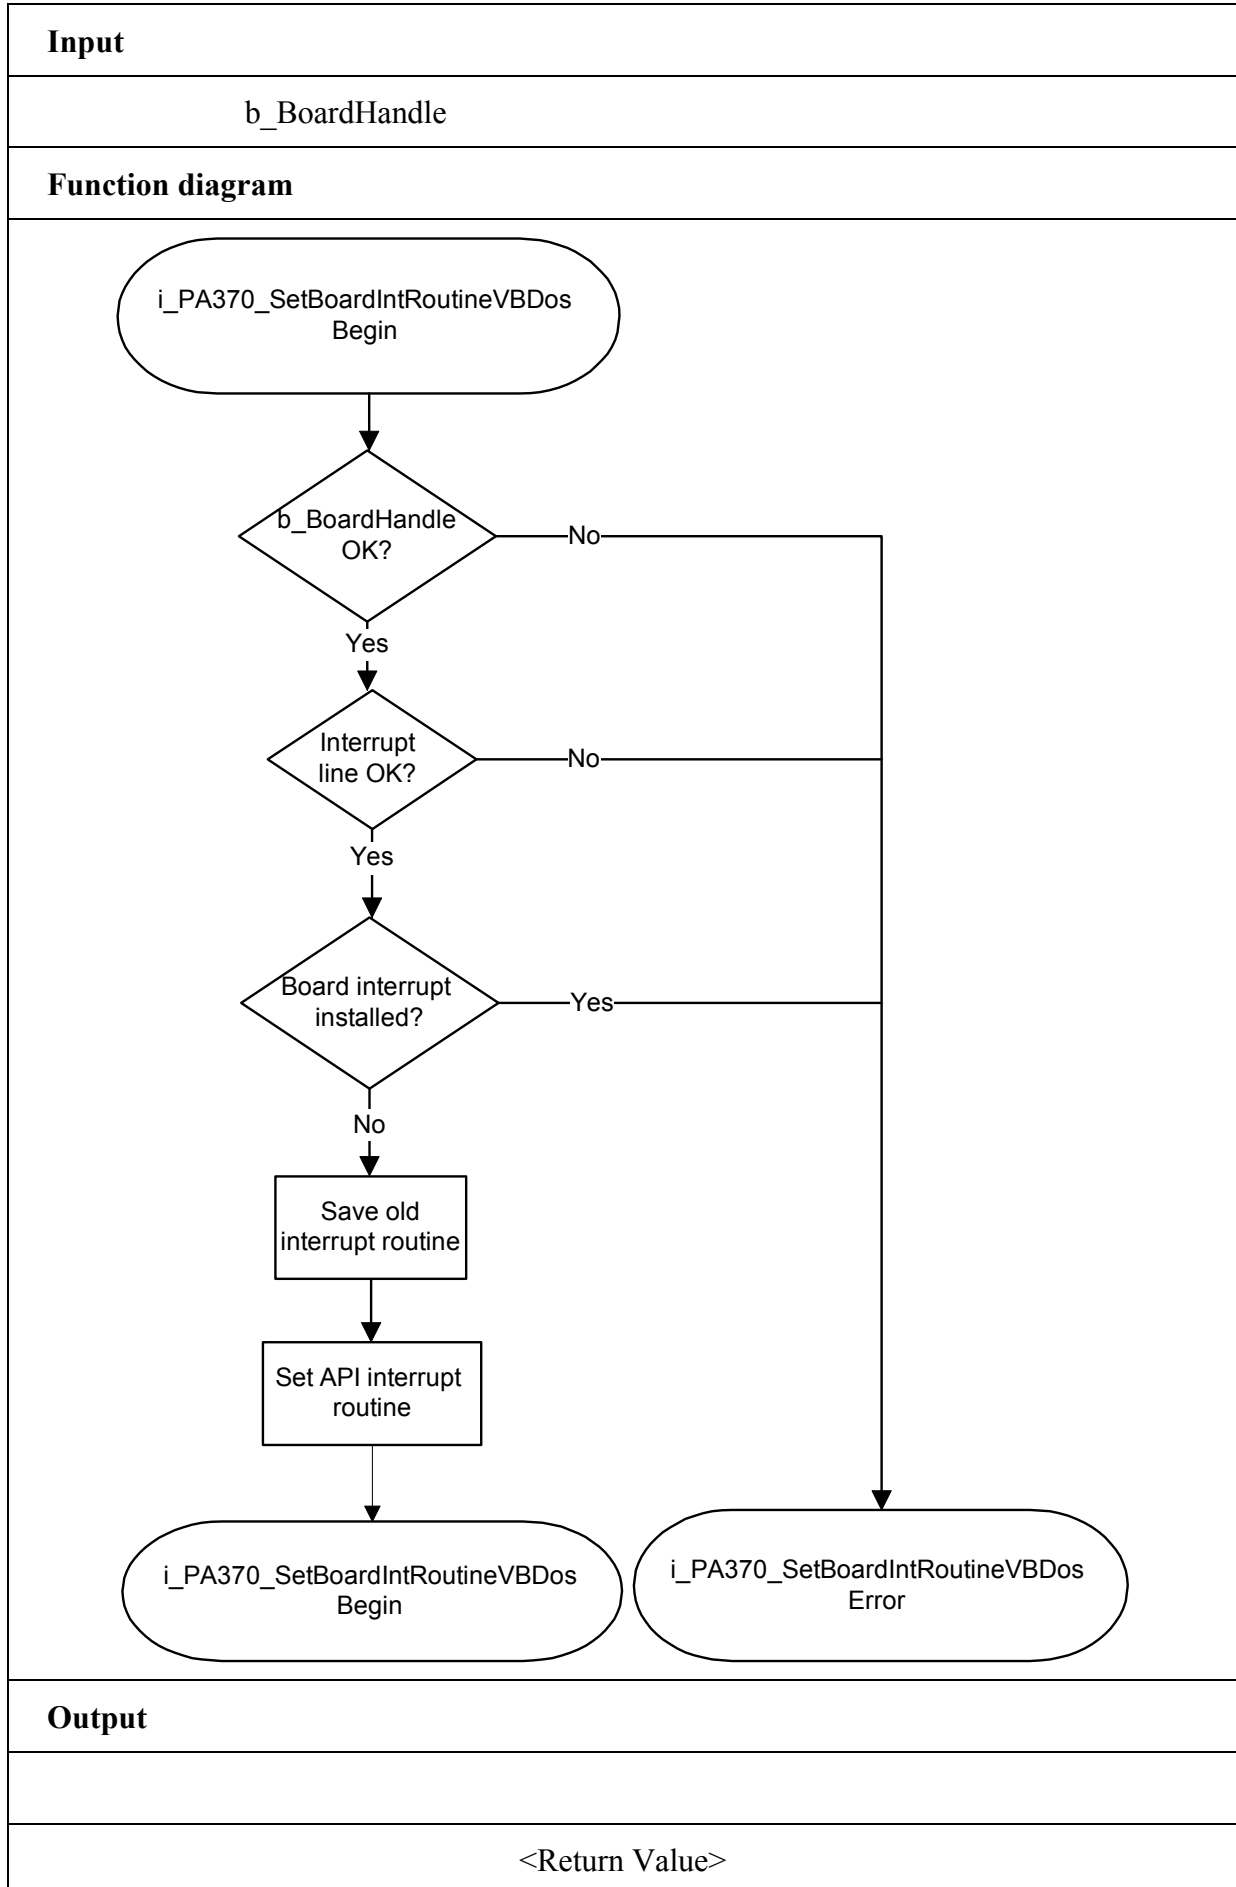 Input
b_BoardHandle
Function diagram
i_PA370_SetBoardIntRoutineVBDos
Begin
b_BoardHandle
OK?
No
Yes
Interrupt
line OK?
No
Yes
Board interrupt
installed?
Yes
No
Save old
interrupt routine
Set API interrupt
routine
i_PA370_SetBoardIntRoutineVBDos
Begin
i_PA370_SetBoardIntRoutineVBDos
Error
Output
<Return Value>